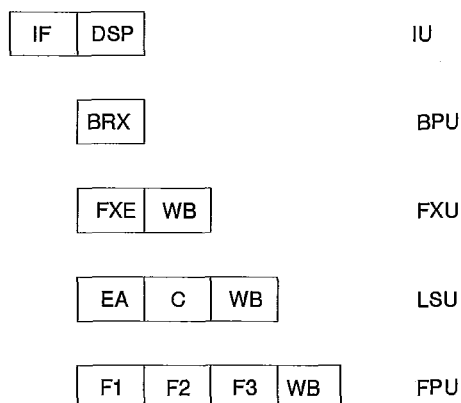 IF DSP IU
BRX BPU
FXE WB FXU
EA C WB LSU
F1 F2 F3 WB FPU